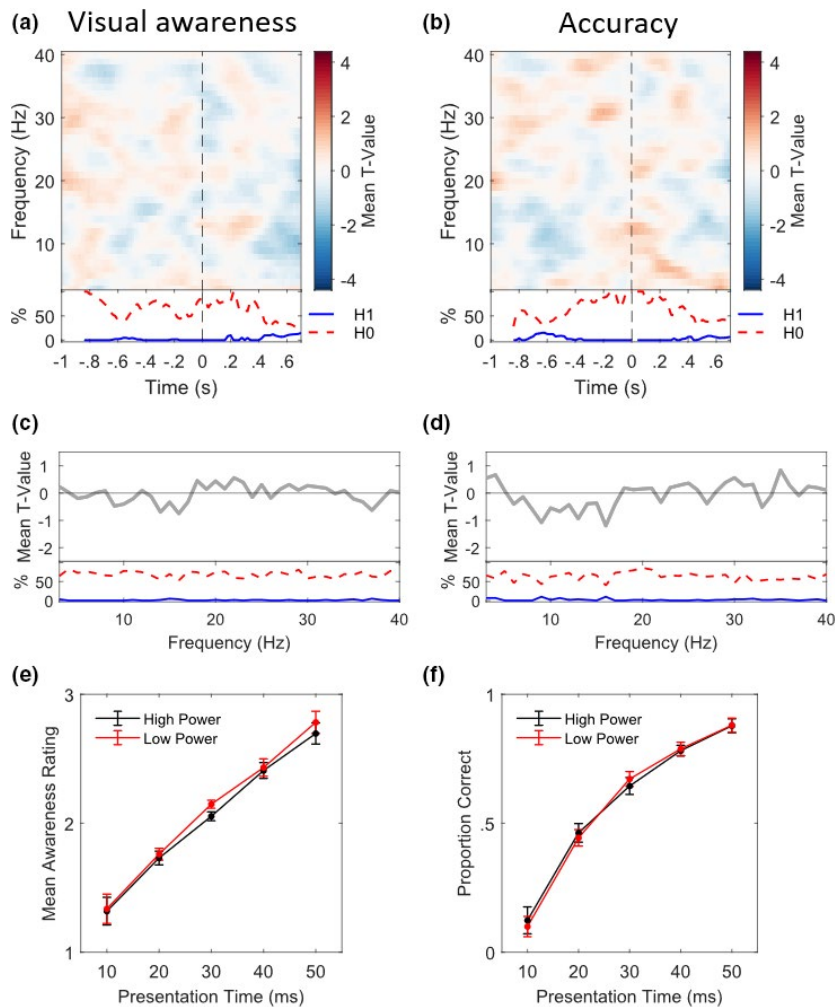 (a) Visual awareness
(b) Accuracy
Frequency (Hz)
40
30
20
10
4
2
0
-2
-4
Mean T-Value
%
50
0
-1 -.8 -.6 -.4 -.2 0 .2 .4 .6
Time (s)
H1
H0
Frequency (Hz)
40
30
20
10
4
2
0
-2
-4
Mean T-Value
%
50
0
-1 -.8 -.6 -.4 -.2 0 .2 .4 .6
Time (s)
H1
H0
(c)
Mean T-Value
1
0
-1
-2
%
50
0
10 20 30 40
Frequency (Hz)
(d)
Mean T-Value
1
0
-1
-2
%
50
0
10 20 30 40
Frequency (Hz)
(e)
Mean Awareness Rating
3
2
1
High Power
Low Power
10 20 30 40 50
Presentation Time (ms)
(f)
Proportion Correct
1
.5
0
High Power
Low Power
10 20 30 40 50
Presentation Time (ms)